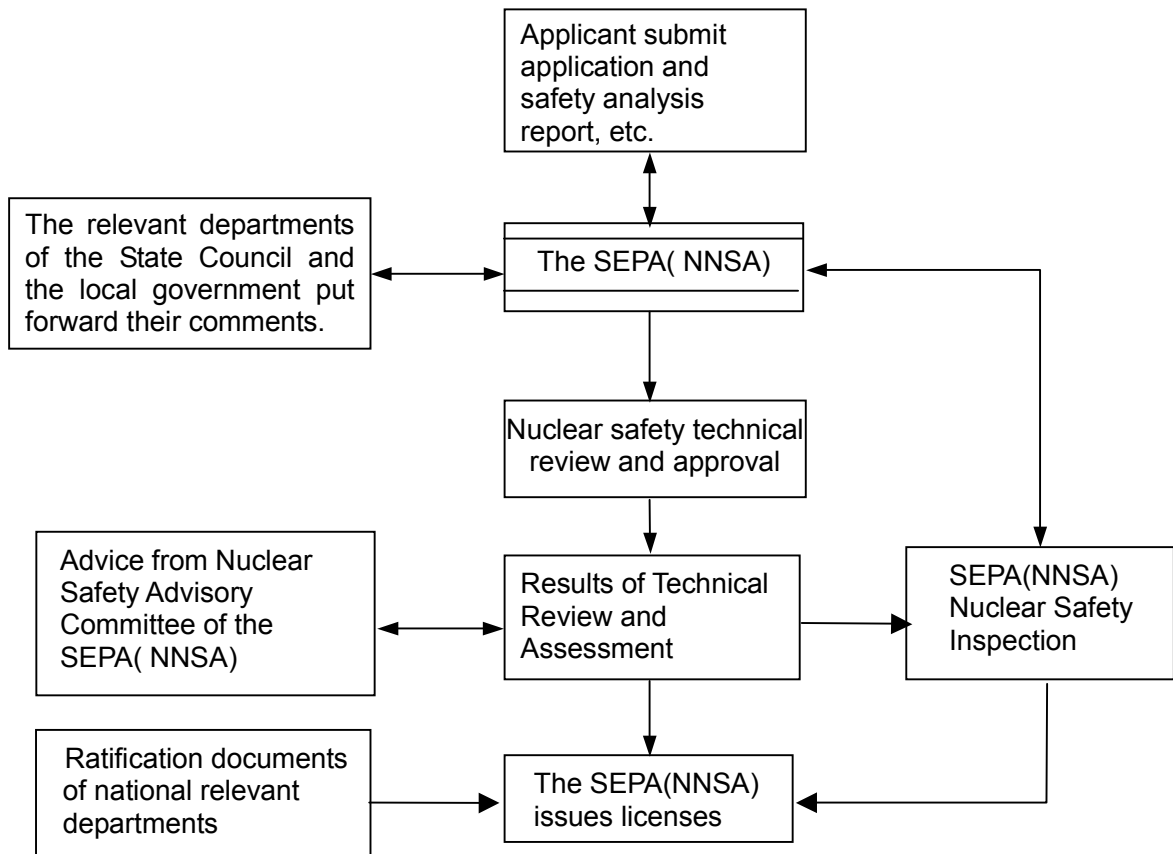 Applicant submit
application and
safety analysis
report, etc.
The relevant departments
of the State Council and
the local government put
forward their comments.
The SEPA( NNSA)
Nuclear safety technical
review and approval
Advice from Nuclear
Safety Advisory
Committee of the
SEPA( NNSA)
Results of Technical
Review and
Assessment
SEPA(NNSA)
Nuclear Safety
Inspection
Ratification documents
of national relevant
departments
The SEPA(NNSA)
issues licenses